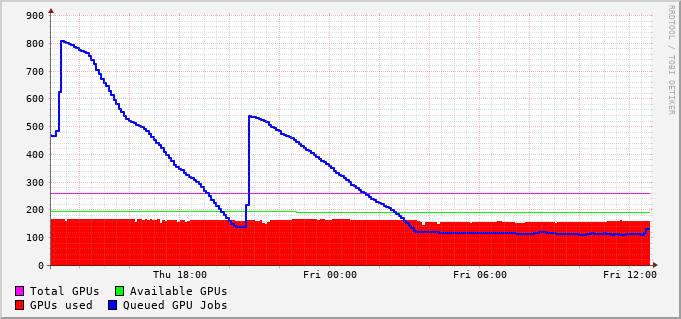 900
800
700
600
500
400
300
200
100
0
Thu 18:00 Fri 00:00 Fri 06:00 Fri 12:00
Total GPUs Available GPUs
GPUs used Queued GPU Jobs
RRDTOOL / TOBI OETIKER